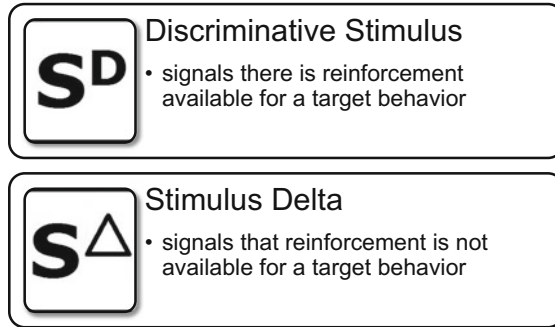 Discriminative Stimulus
Sᴰ
• signals there is reinforcement
available for a target behavior
Stimulus Delta
S△
• signals that reinforcement is not
available for a target behavior